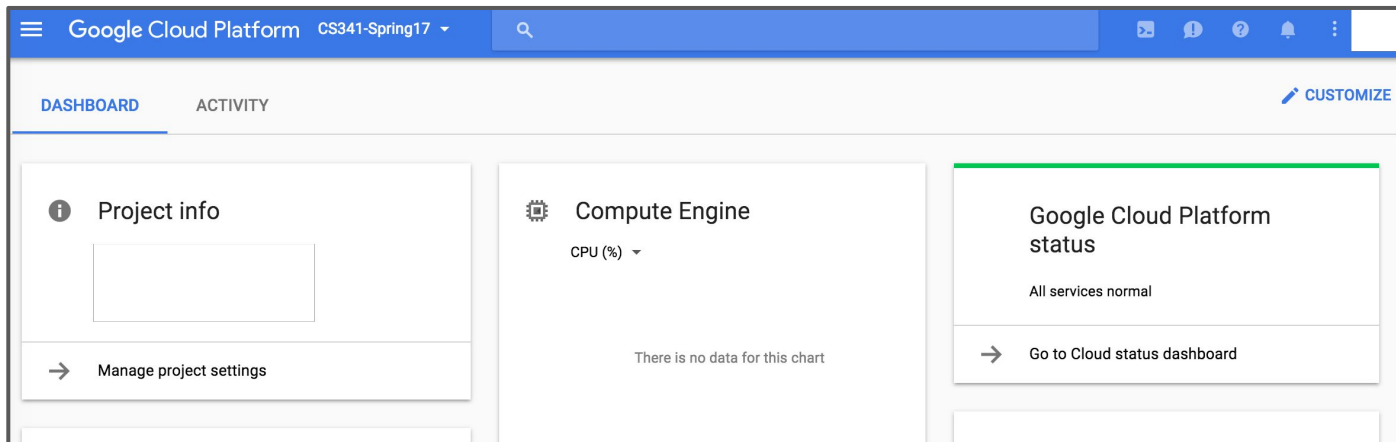 Google Cloud Platform CS341-Spring17
DASHBOARD ACTIVITY CUSTOMIZE
Project info
Manage project settings
Compute Engine
CPU (%)
There is no data for this chart
Google Cloud Platform
status
All services normal
Go to Cloud status dashboard